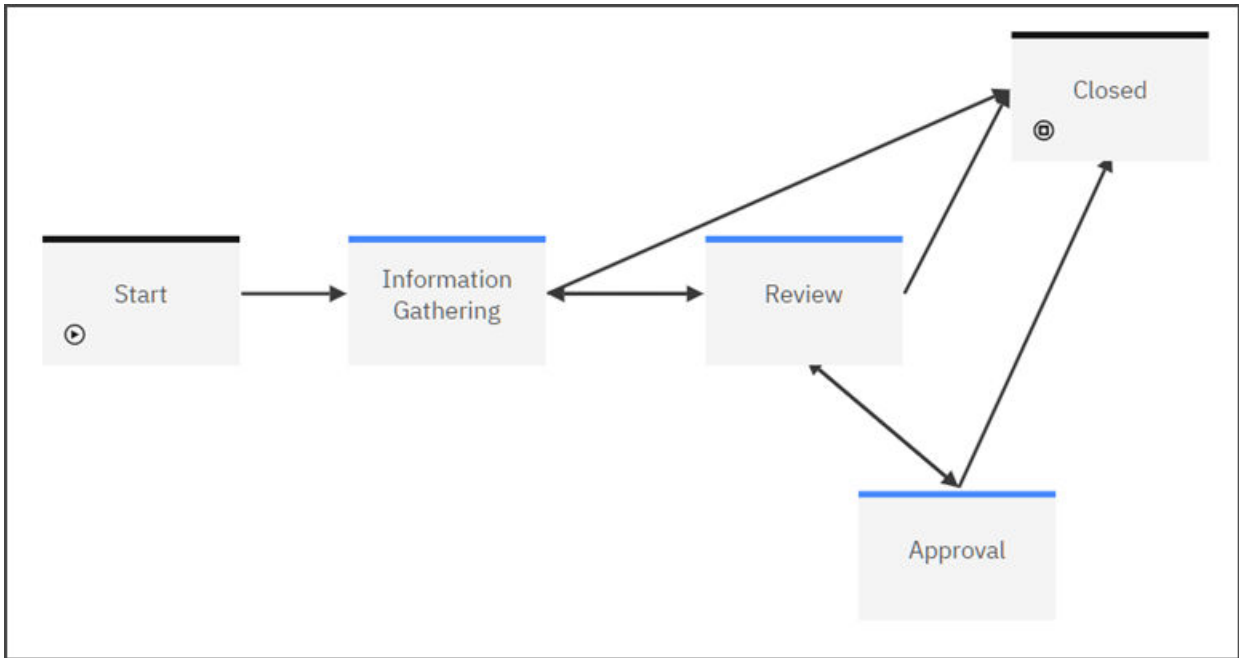 Closed
Start
Information
Gathering
Review
Approval